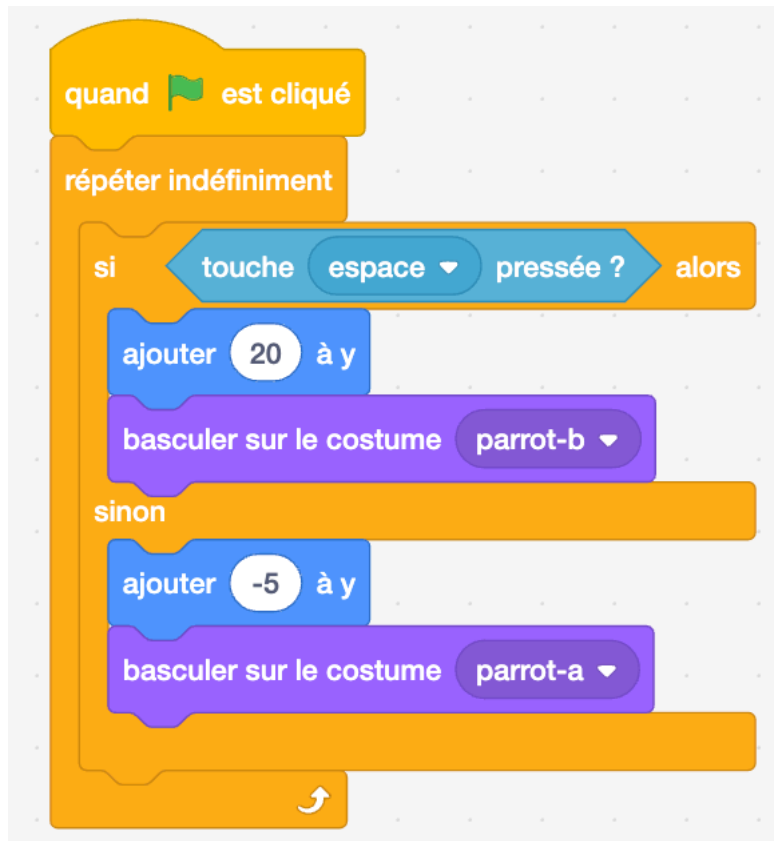 quand est cliqué
répéter indéfiniment
si touche espace pressée ? alors
ajouter 20 à y
basculer sur le costume parrot-b
sinon
ajouter -5 à y
basculer sur le costume parrot-a